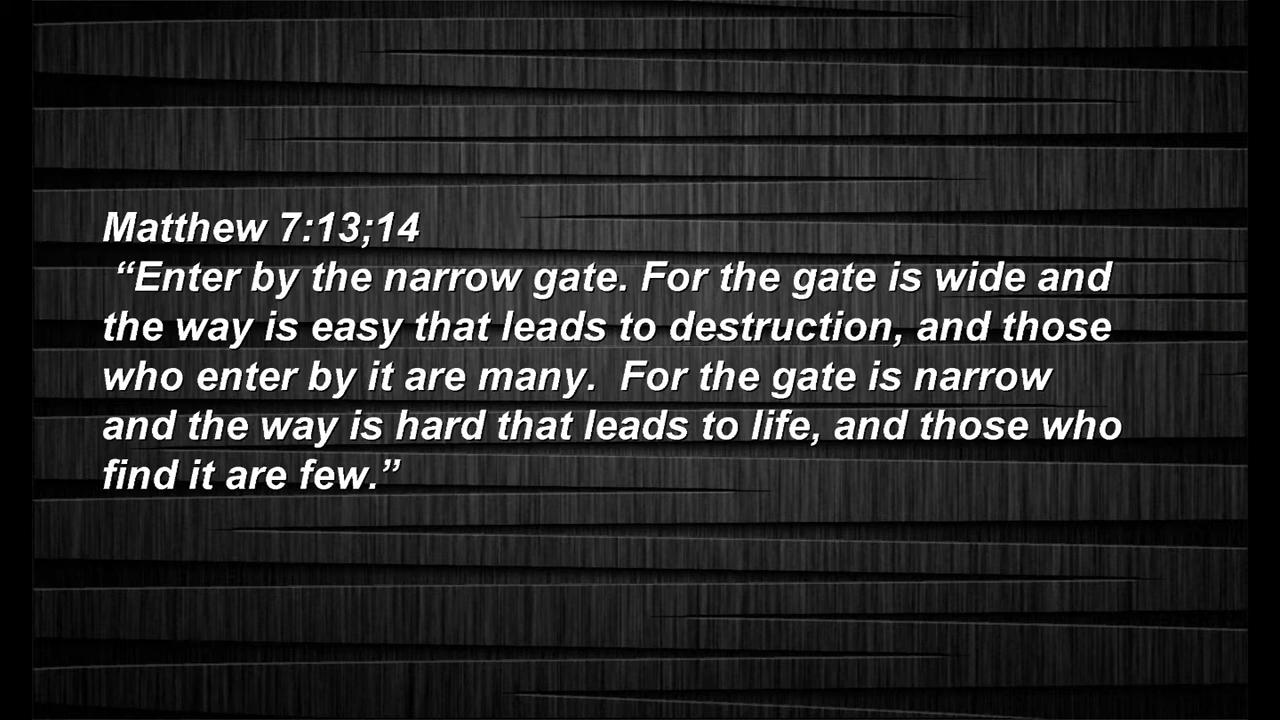 Matthew 7:13;14
“Enter by the narrow gate. For the gate is wide and
the way is easy that leads to destruction, and those
who enter by it are many.  For the gate is narrow
and the way is hard that leads to life, and those who
find it are few.”